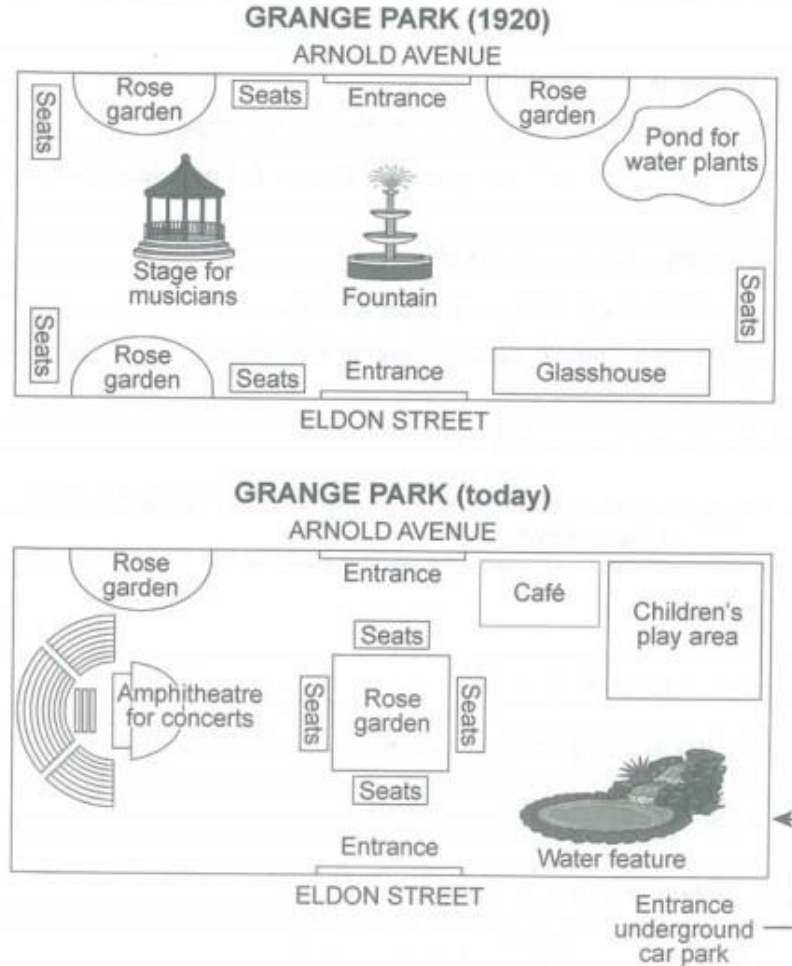 GRANGE PARK (1920)
ARNOLD AVENUE
Rose
garden
Seats
Entrance
Rose
garden
Seats
Pond for
water plants
Stage for
musicians
Fountain
Seats
Seats
Rose
garden
Seats
Entrance
Glasshouse
ELDON STREET
GRANGE PARK (today)
ARNOLD AVENUE
Rose
garden
Entrance
Café
Children's
play area
Seats
Amphitheatre
for concerts
Seats
Rose
garden
Seats
Seats
Entrance
Water feature
ELDON STREET
Entrance
underground
car park